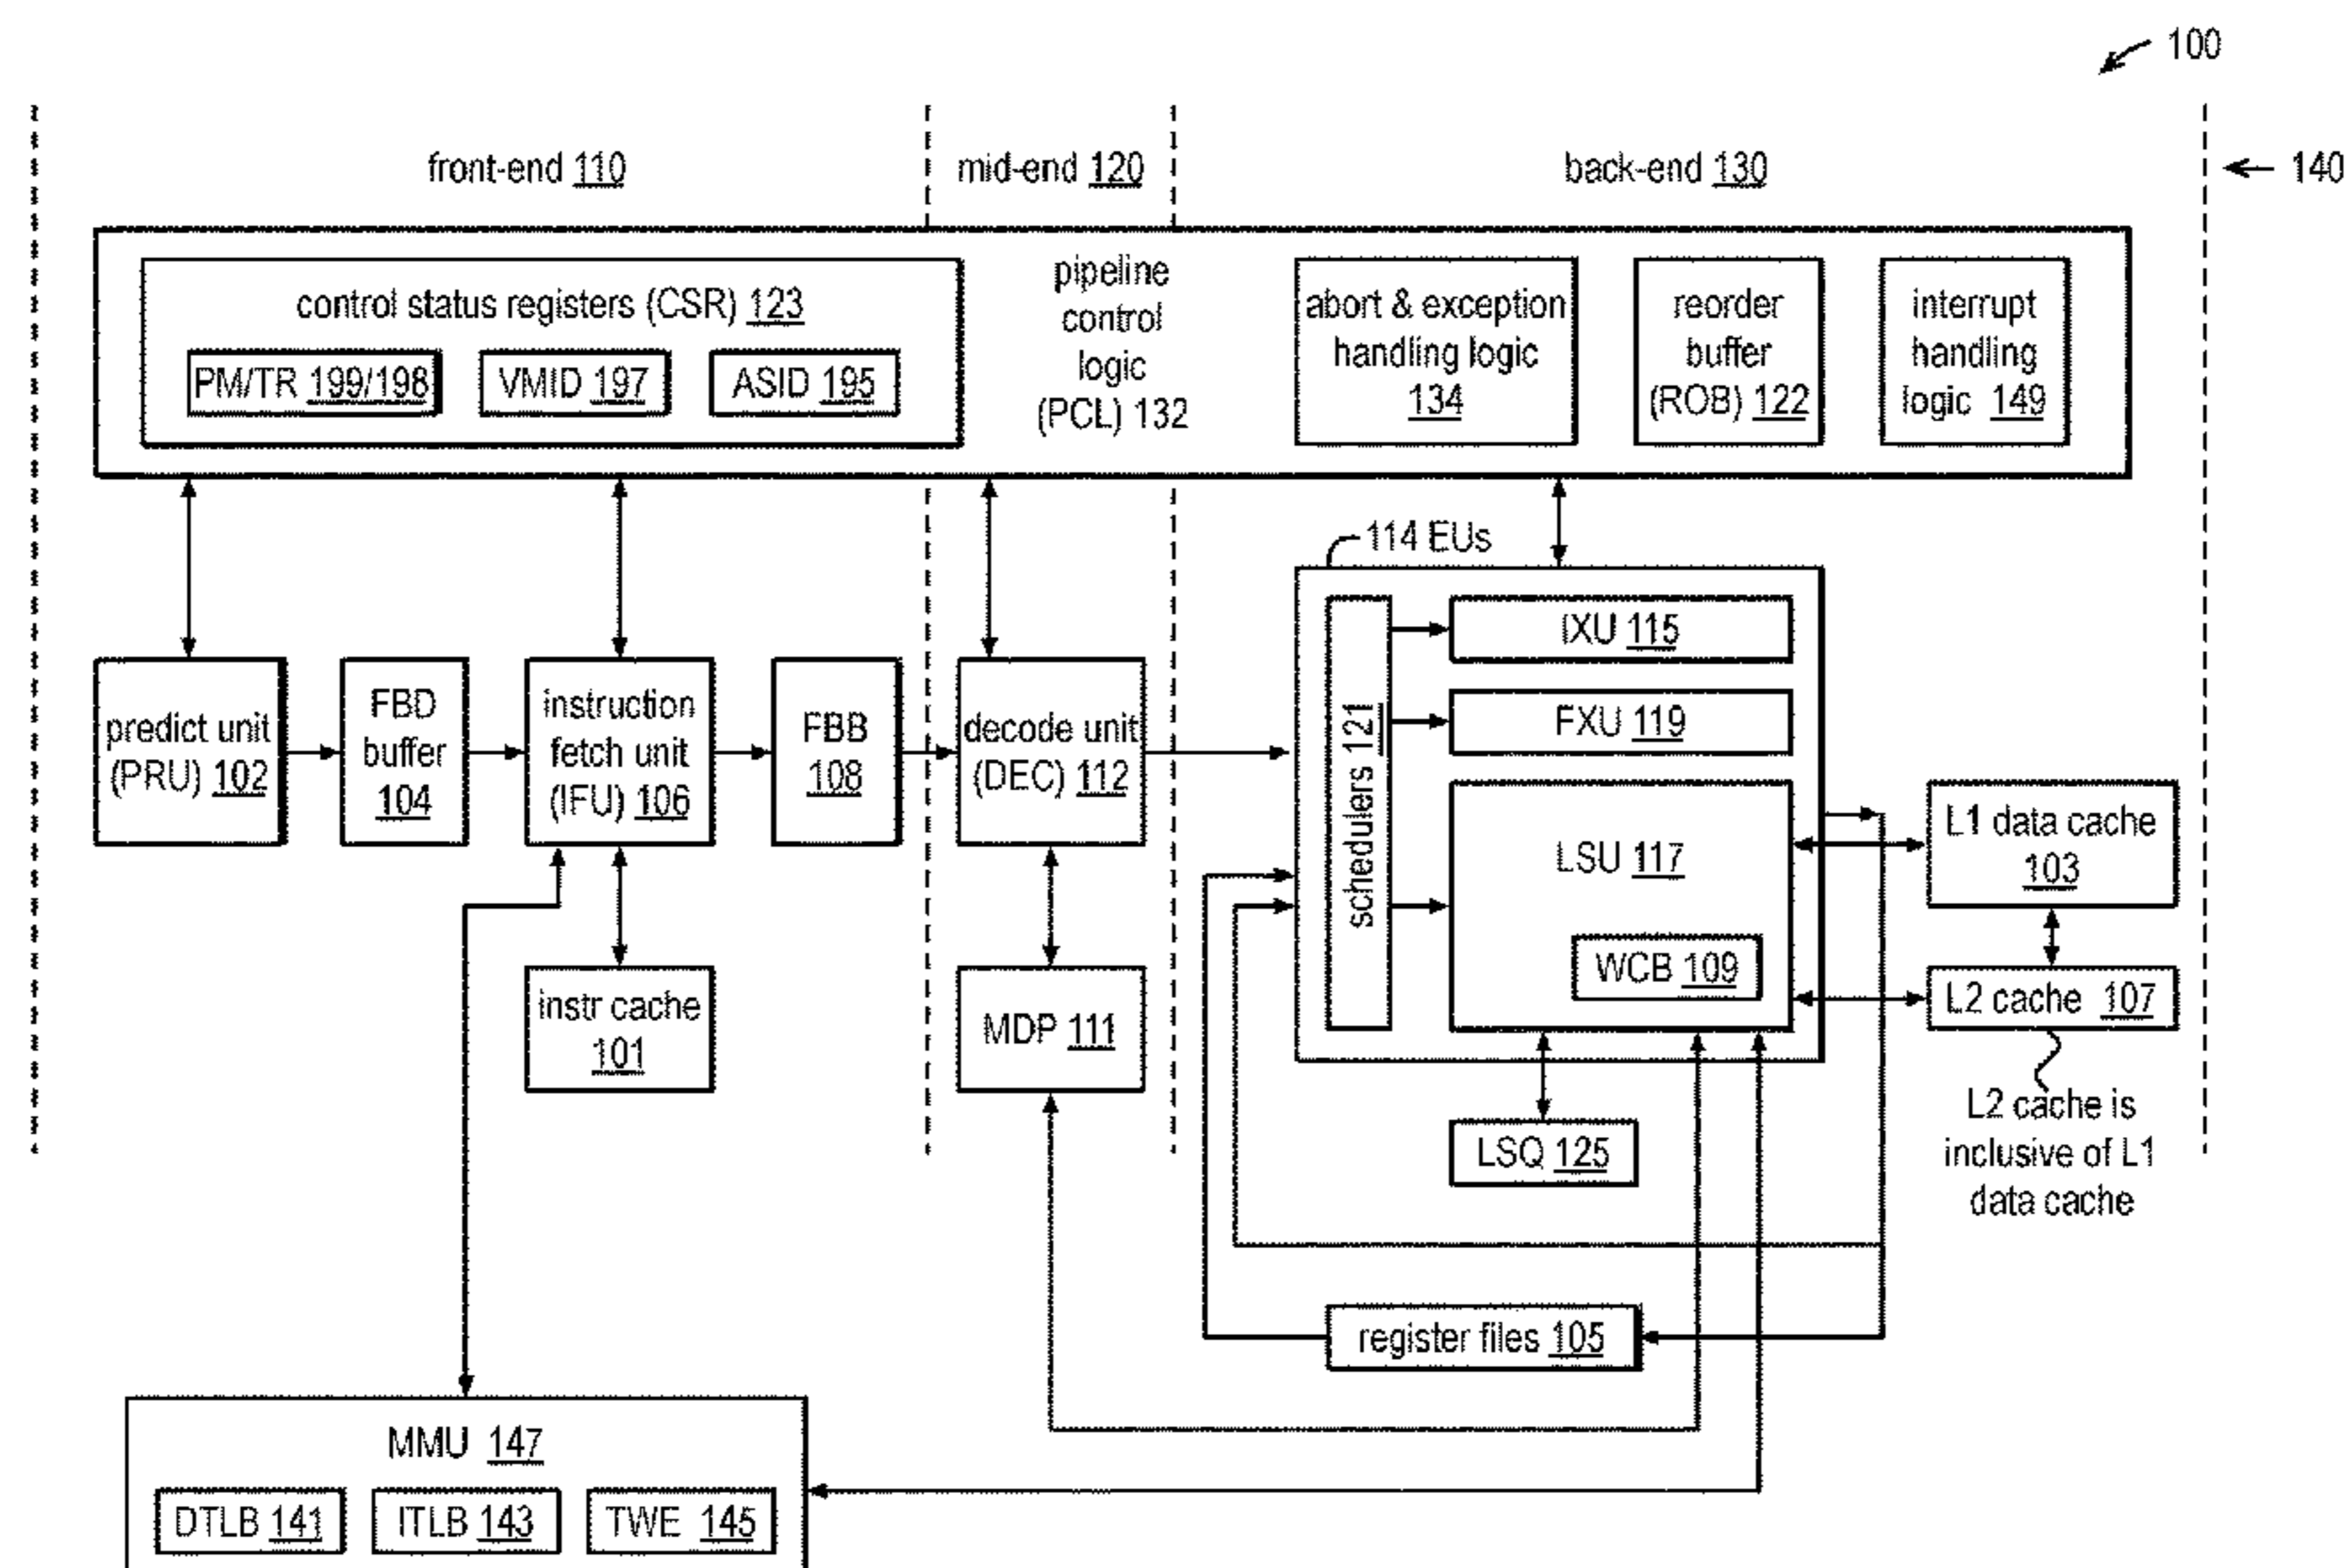 100
front-end 110
mid-end 120
back-end 130
140
control status registers (CSR) 123
PM/TR 199/198
VMID 197
ASID 195
pipeline
control
logic
(PCL) 132
abort & exception
handling logic
134
reorder
buffer
(ROB) 122
interrupt
handling
logic 149
114 EUs
predict unit
(PRU) 102
FBD
buffer
104
instruction
fetch unit
(IFU) 106
FBB
108
decode unit
(DEC) 112
schedulers 121
IXU 115
FXU 119
LSU 117
WCB 109
L1 data cache
103
L2 cache 107
L2 cache is
inclusive of L1
data cache
instr cache
101
MDP 111
LSQ 125
register files 105
MMU 147
DTLB 141
ITLB 143
TWE 145